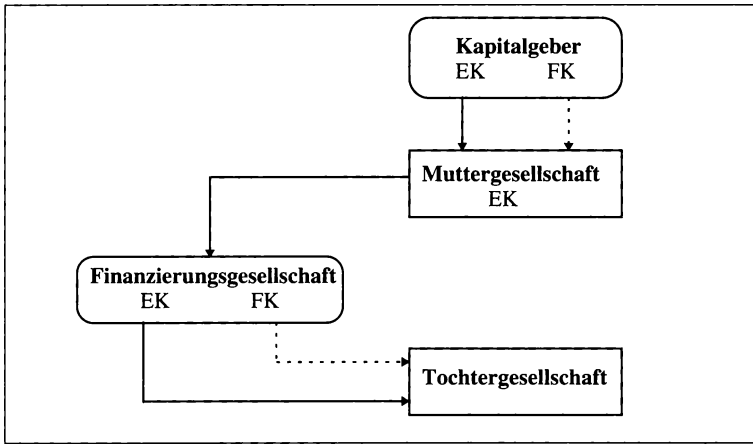 Kapitalgeber
EK FK
Muttergesellschaft
EK
Finanzierungsgesellschaft
EK FK
Tochtergesellschaft